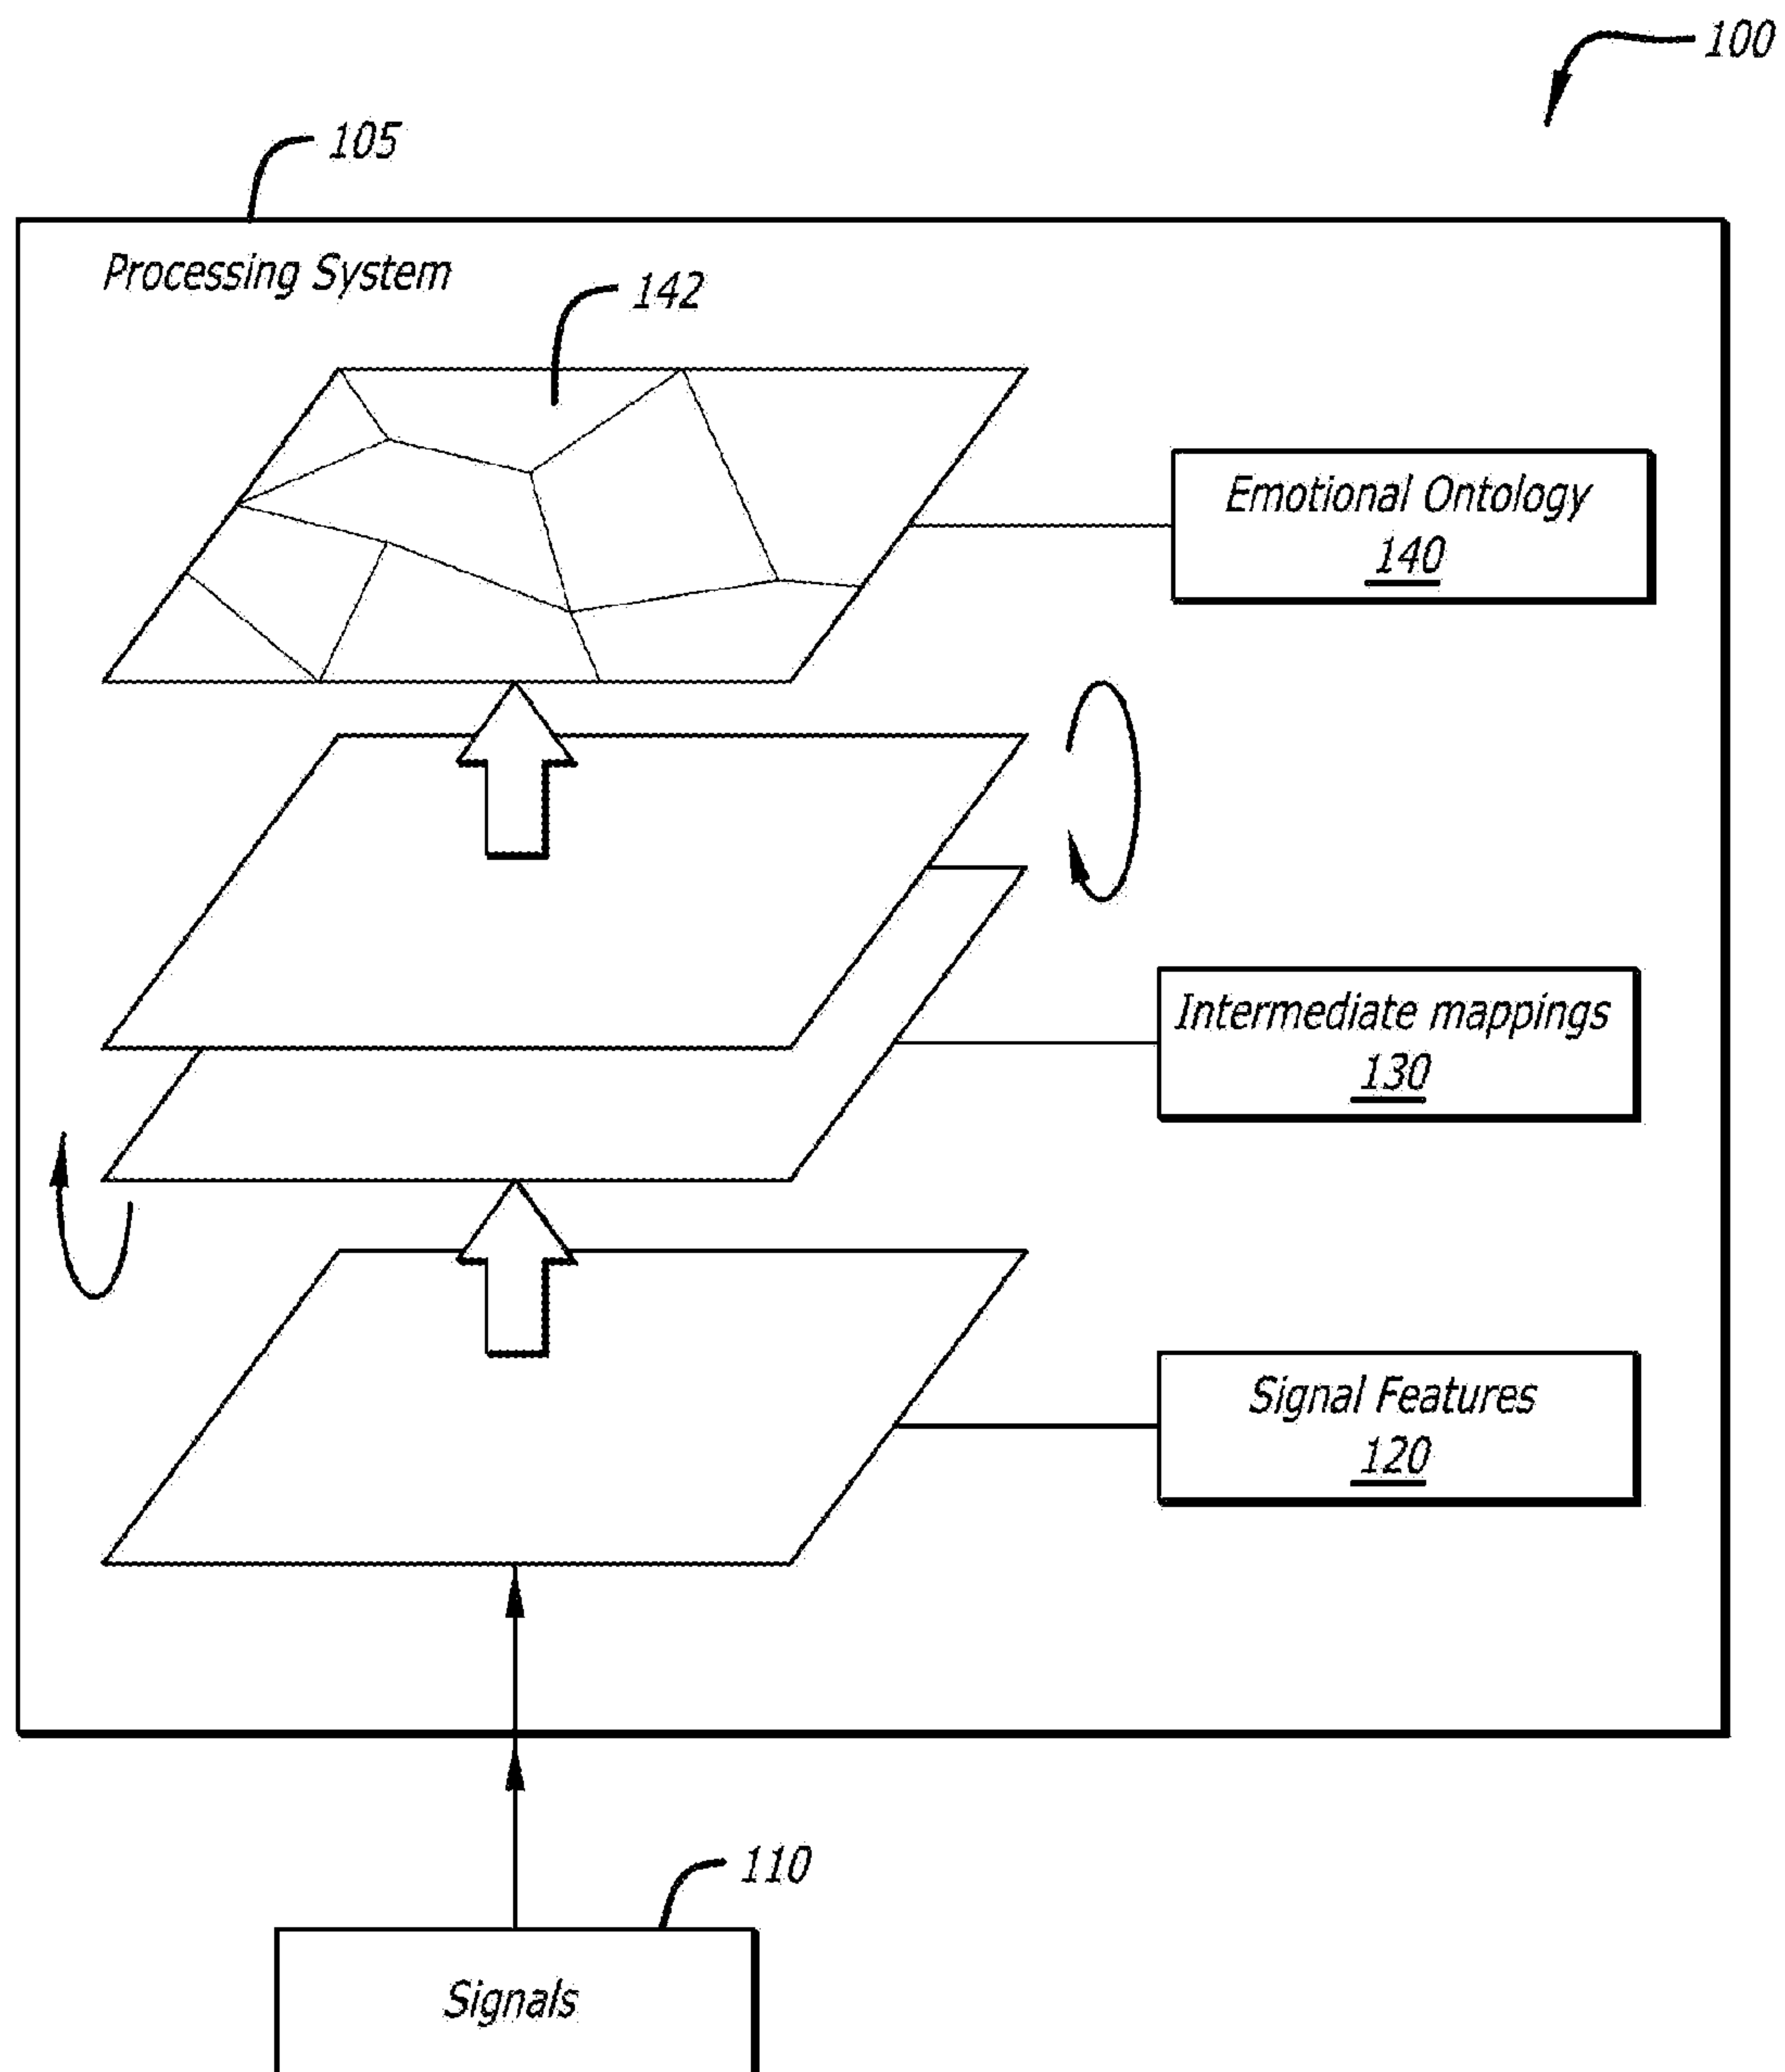 100
105
Processing System
142
Emotional Ontology
140
Intermediate mappings
130
Signal Features
120
110
Signals